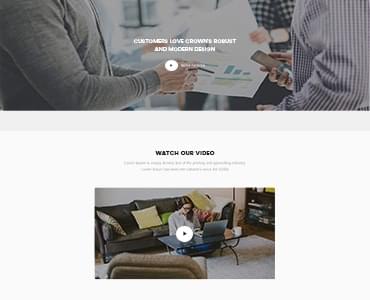 CUSTOMERS LOVE CROWN'S ROBUST
AND MODERN DESIGN
WATCH OUR VIDEO
Lorem Ipsum is simply dummy text of the printing and typesetting industry.
Lorem Ipsum has been the industry's since the 1500s